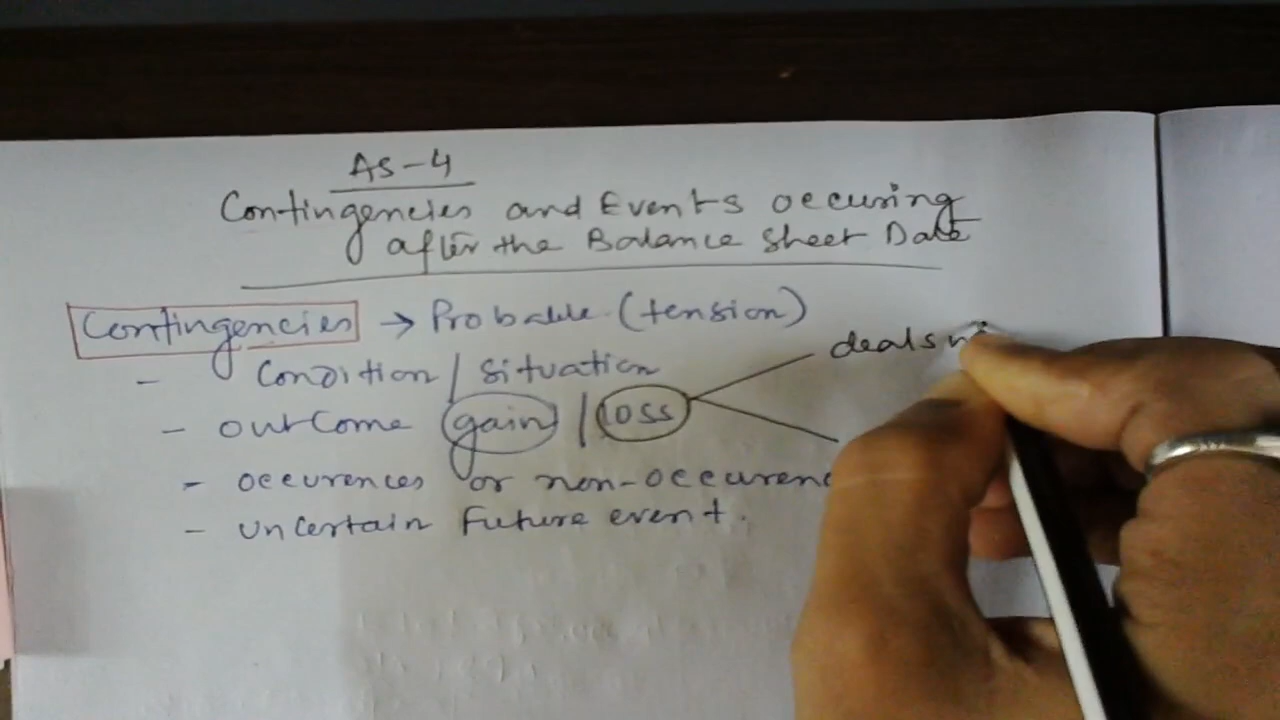 AS-4
Contingencies and Events occuring
after the Balance Sheet Date
Contingencies → Probable (tension)
- Condition / Situation
- outcome gain / loss
deals
- occurences or non-occurenc
- uncertain future event.